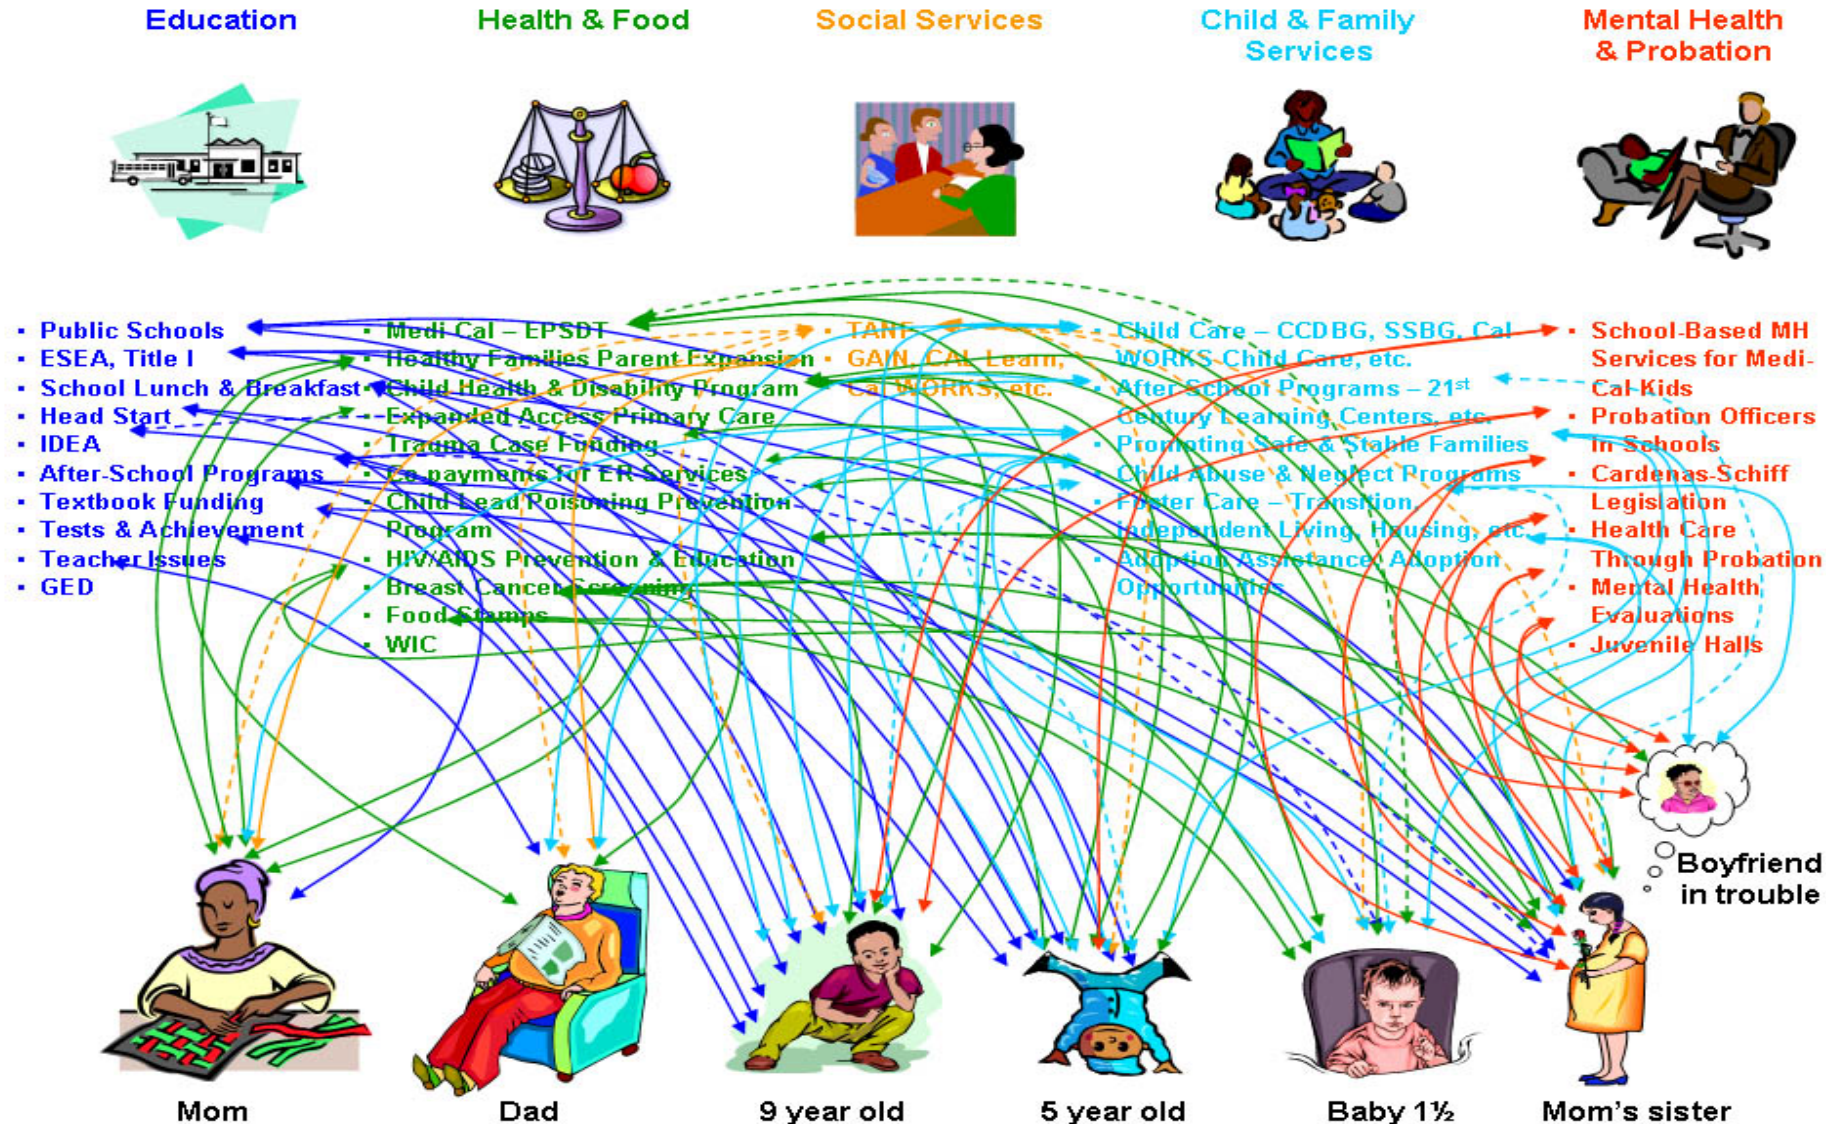 Education
Health & Food
Social Services
Child & Family
Services
Mental Health
& Probation
▪ Public Schools
▪ ESEA, Title I
▪ School Lunch & Breakfast
▪ Head Start
▪ IDEA
▪ After-School Programs
▪ Textbook Funding
▪ Tests & Achievement
▪ Teacher Issues
▪ GED
▪ Medi Cal – EPSDT
▪ Healthy Families Parent Expansion
▪ Child Health & Disability Program
▪ Expanded Access Primary Care
▪ Trauma Case Funding
▪ Co-payments for ER Services
▪ Child Lead Poisoning Prevention
Program
▪ HIV/AIDS Prevention & Education
▪ Breast Cancer Screening
▪ Food Stamps
▪ WIC
▪ TANF
▪ GAIN, CAL Learn,
Cal WORKS, etc.
▪ Child Care – CCDBG, SSBG, Cal
WORKS Child Care, etc.
▪ After School Programs – 21st
Century Learning Centers, etc.
▪ Promoting Safe & Stable Families
▪ Child Abuse & Neglect Programs
▪ Foster Care – Transition,
Independent Living, Housing, etc.
▪ Adoption Assistance, Adoption
Opportunities
▪ School-Based MH
Services for Medi-
Cal Kids
▪ Probation Officers
in Schools
▪ Cardenas-Schiff
Legislation
▪ Health Care
Through Probation
▪ Mental Health
Evaluations
▪ Juvenile Halls
Boyfriend
in trouble
Mom
Dad
9 year old
5 year old
Baby 1½
Mom's sister